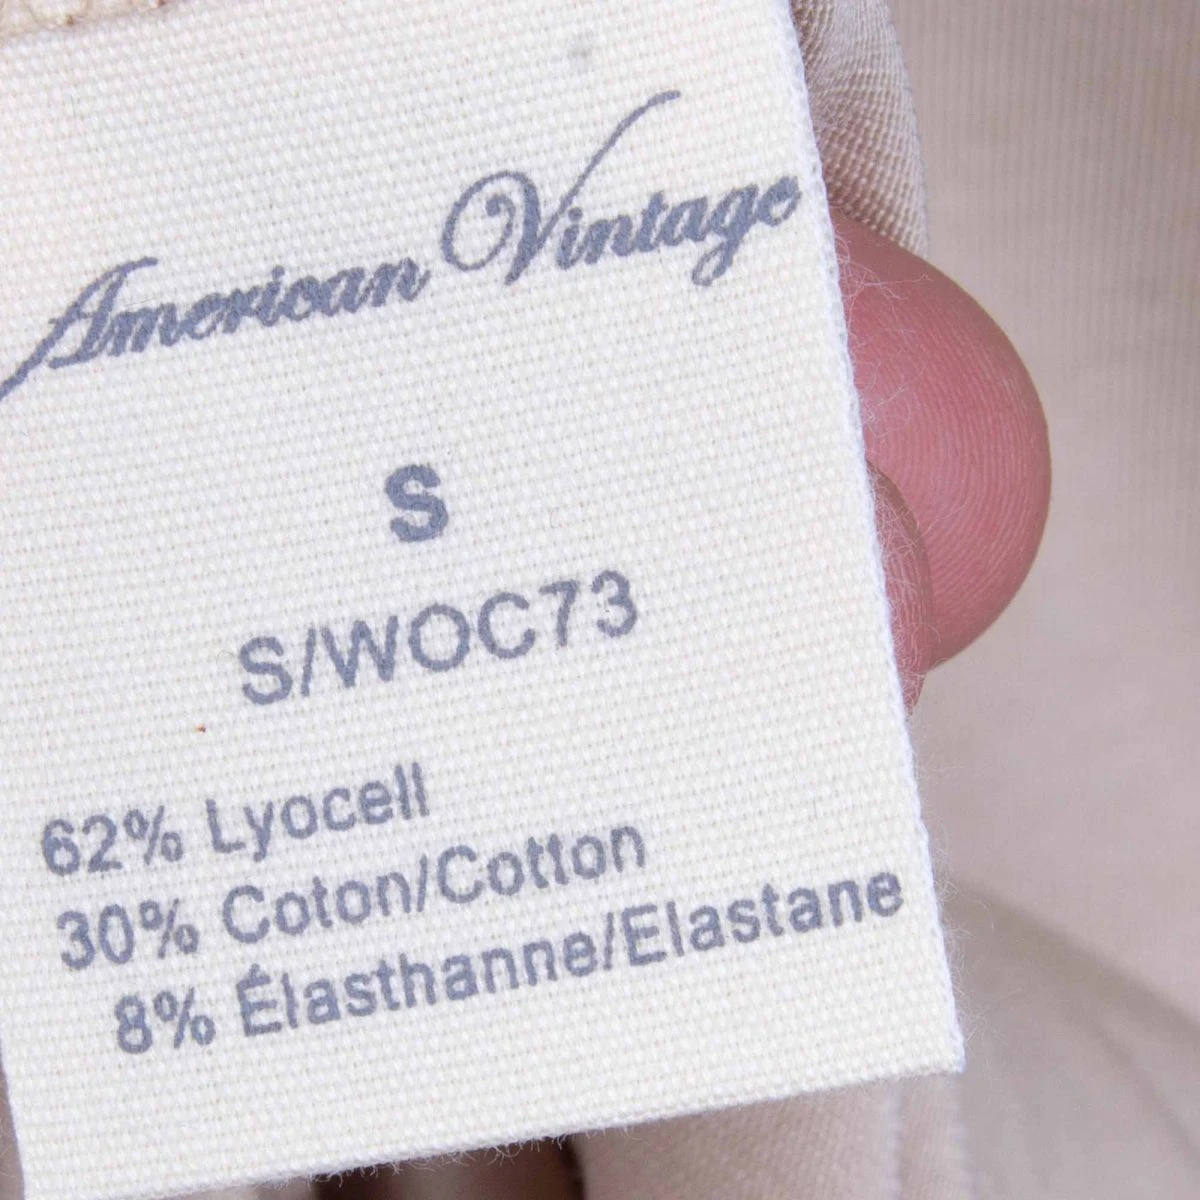 American Vintage
S
S/WOC73
62% Lyocell
30% Coton/Cotton
8% Élasthanne/Elastane